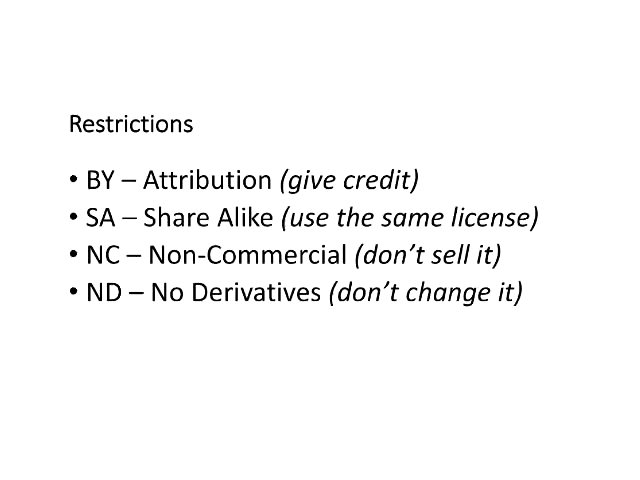 Restrictions
• BY – Attribution (give credit)
• SA – Share Alike (use the same license)
• NC – Non-Commercial (don’t sell it)
• ND – No Derivatives (don’t change it)